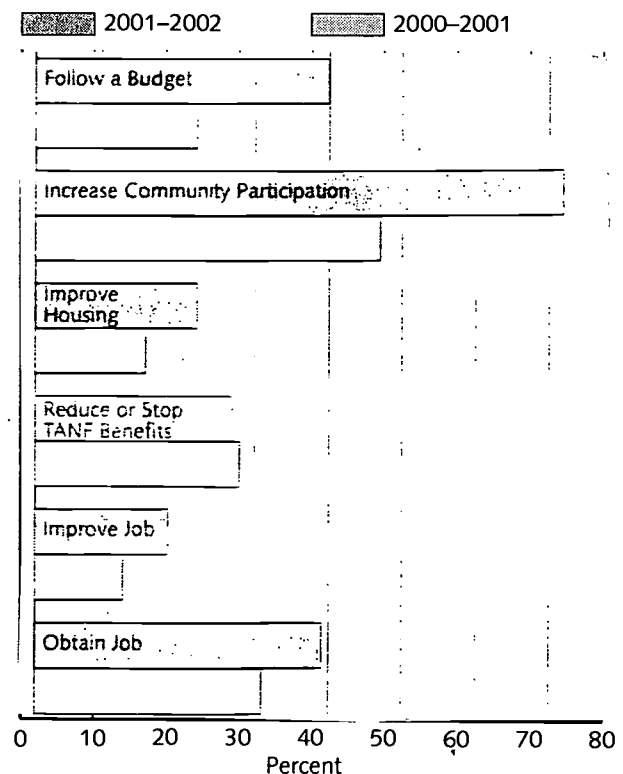 2001–2002 2000–2001
Follow a Budget
Increase Community Participation
Improve
Housing
Reduce or Stop
TANF Benefits
Improve Job
Obtain Job
0 10 20 30 40 50 60 70 80
Percent